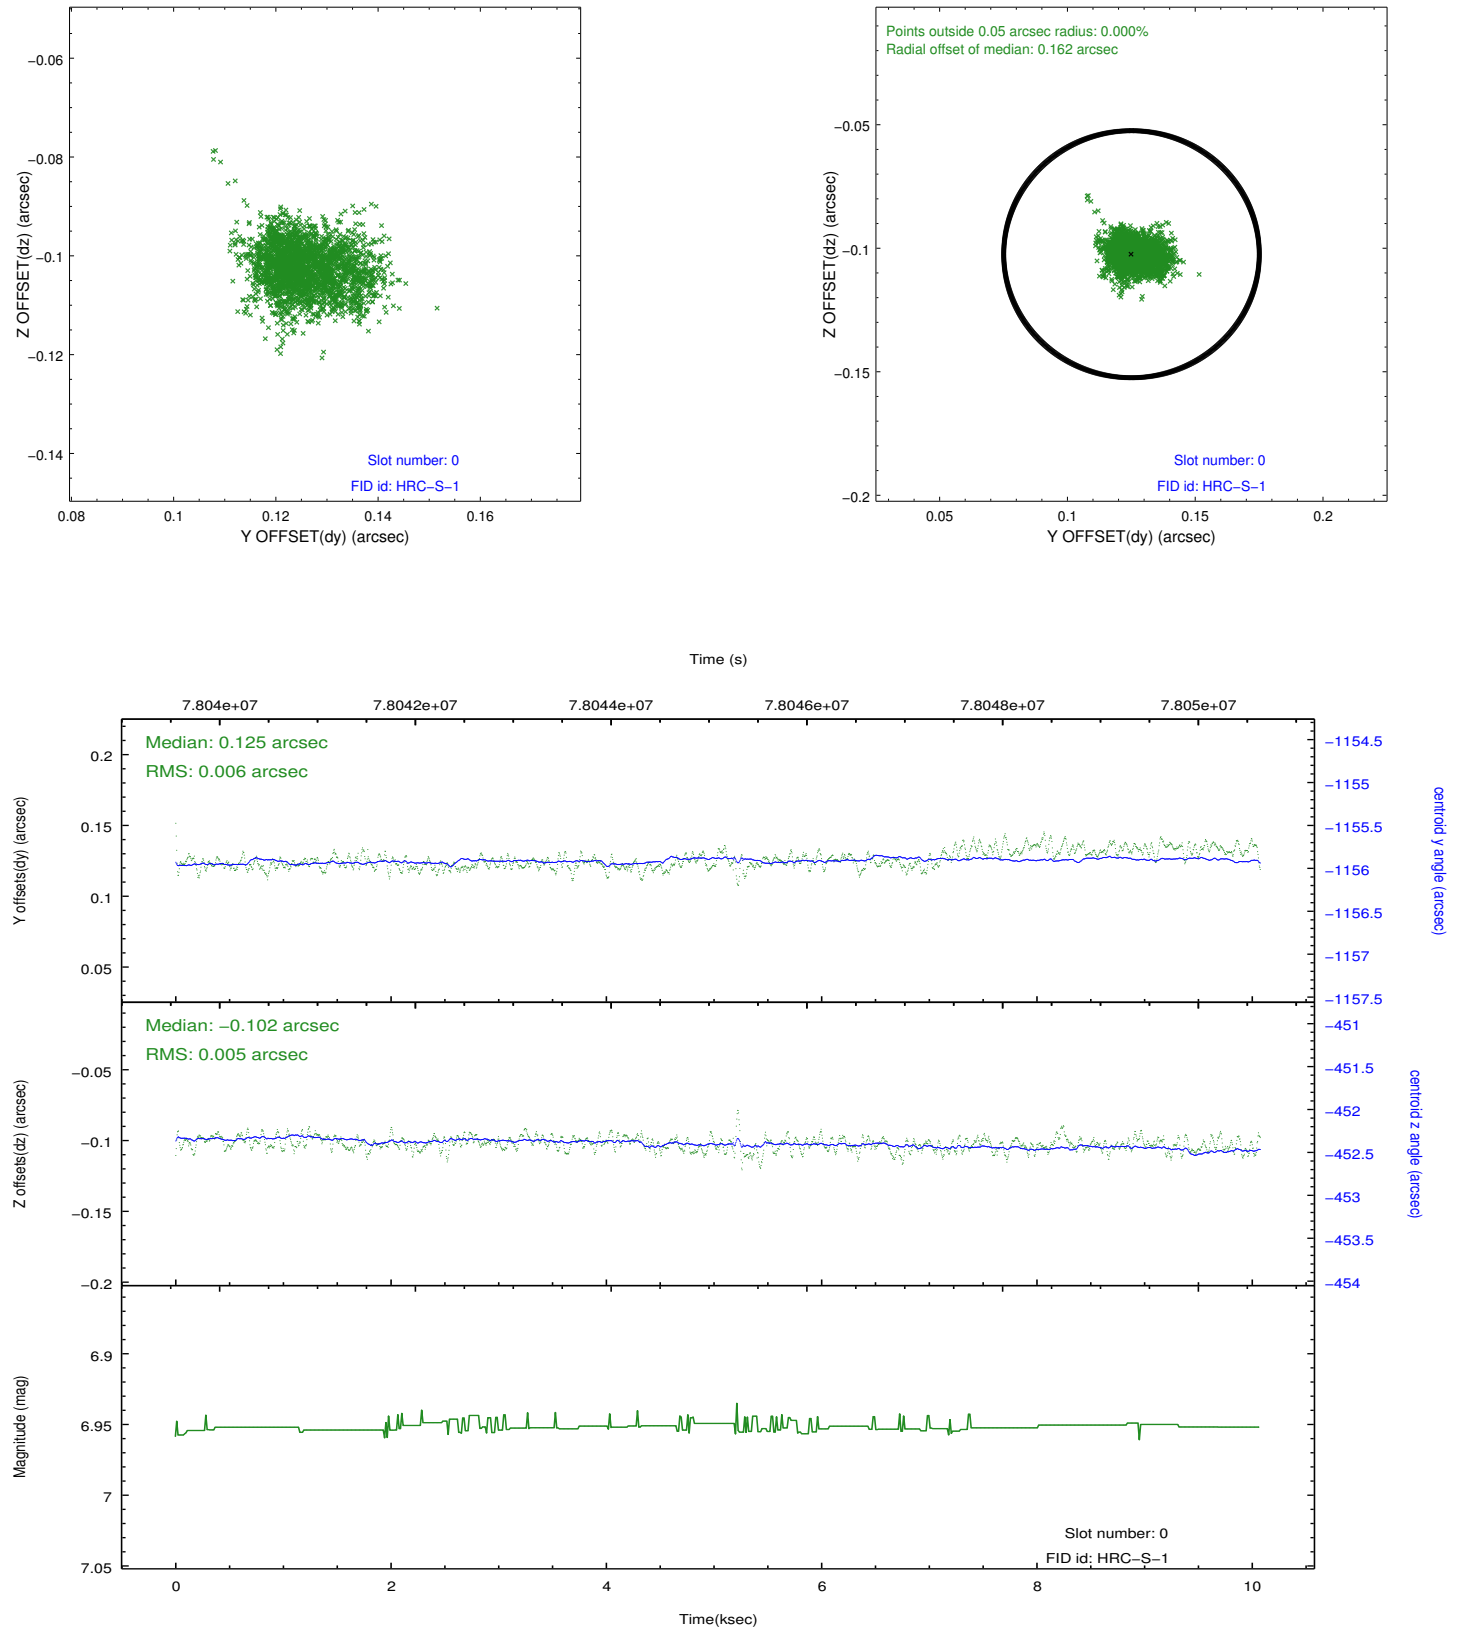 −0.06
−0.08
−0.1
−0.12
−0.14
Z OFFSET(dz) (arcsec)
Slot number: 0
FID id: HRC−S−1
0.08 0.1 0.12 0.14 0.16
Y OFFSET(dy) (arcsec)
Points outside 0.05 arcsec radius: 0.000%
Radial offset of median: 0.162 arcsec
−0.05
−0.1
−0.15
−0.2
Z OFFSET(dz) (arcsec)
Slot number: 0
FID id: HRC−S−1
0.05 0.1 0.15 0.2
Y OFFSET(dy) (arcsec)
Time (s)
7.804e+07 7.8042e+07 7.8044e+07 7.8046e+07 7.8048e+07 7.805e+07
Median: 0.125 arcsec
RMS: 0.006 arcsec
0.2
0.15
0.1
0.05
Y offsets(dy) (arcsec)
−1154.5
−1155
−1155.5
−1156
−1156.5
−1157
−1157.5
centroid y angle (arcsec)
Median: −0.102 arcsec
RMS: 0.005 arcsec
−0.05
−0.1
−0.15
−0.2
Z offsets(dz) (arcsec)
−451
−451.5
−452
−452.5
−453
−453.5
−454
centroid z angle (arcsec)
6.9
6.95
7
7.05
Magnitude (mag)
Slot number: 0
FID id: HRC−S−1
0 2 4 6 8 10
Time(ksec)